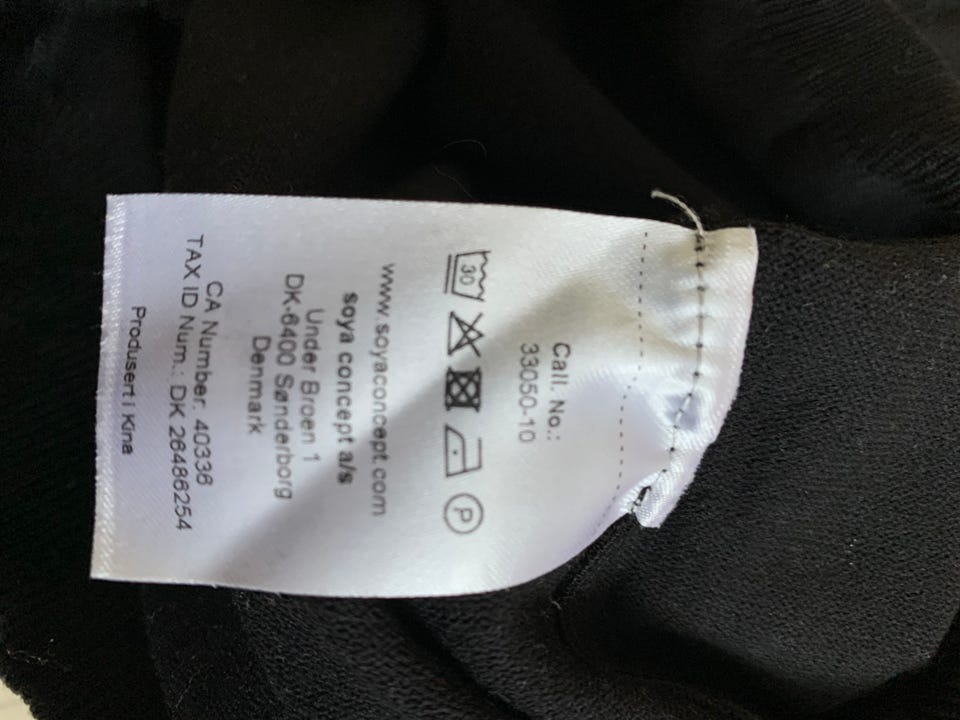 Call. No.:
33050-10
30 P
www.soyaconcept.com
soya concept a/s
Under Broen 1
DK-6400 Sønderborg
Denmark
CA Number: 40336
TAX ID Num.: DK 26486254
Produsert i Kina